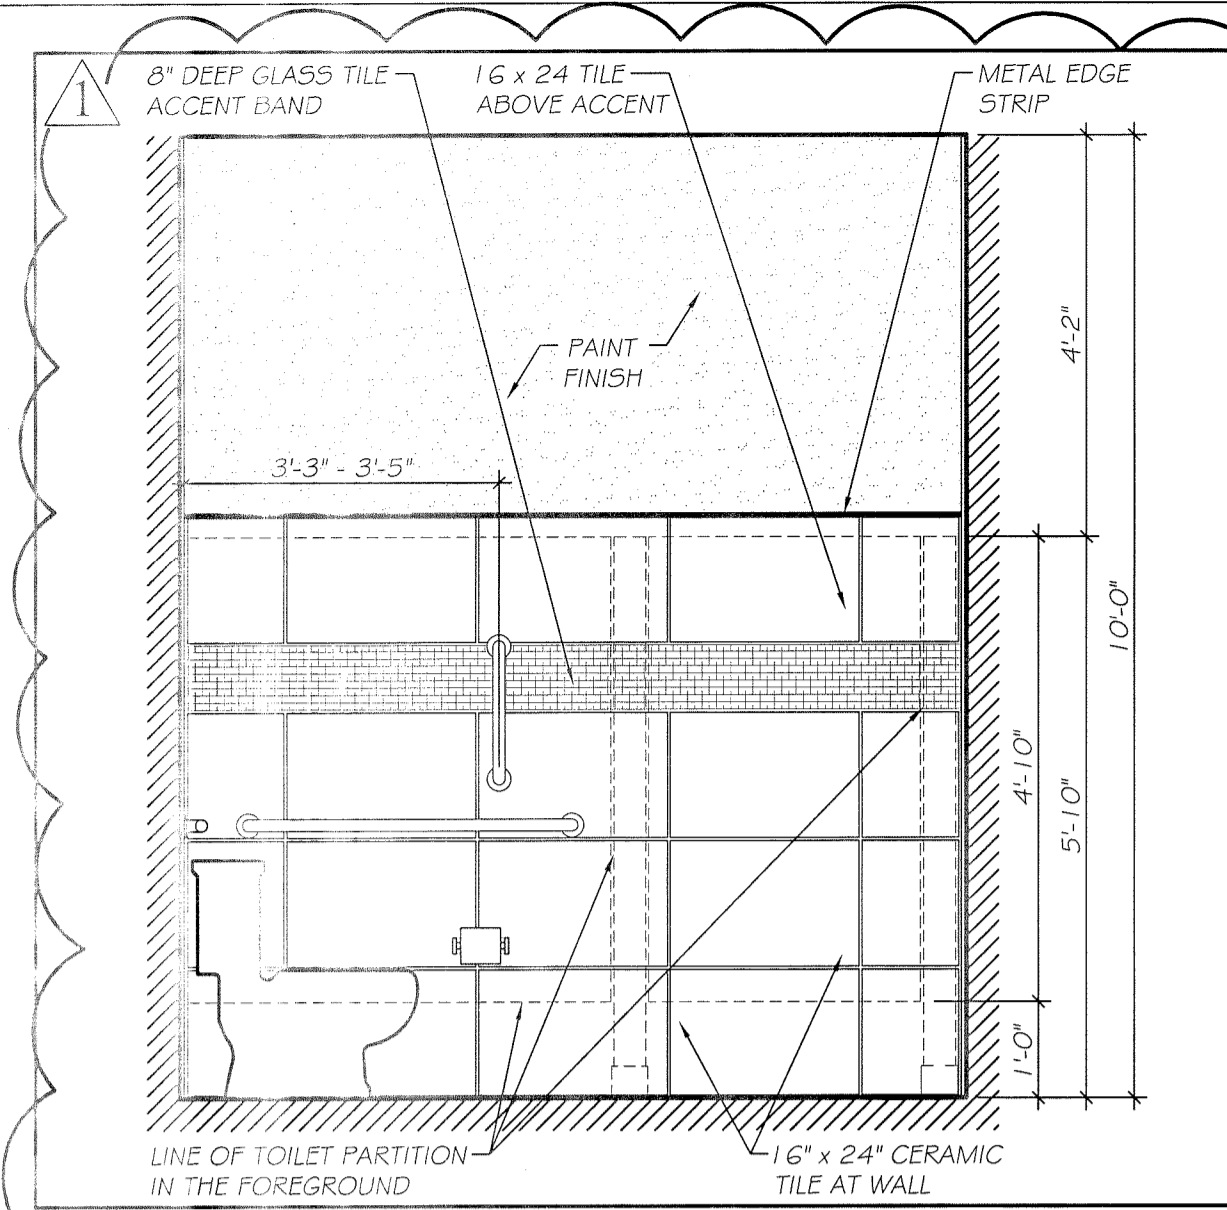 1
8" DEEP GLASS TILE
ACCENT BAND
16 x 24 TILE
ABOVE ACCENT
METAL EDGE
STRIP
PAINT
FINISH
4'-2"
3'-3" - 3'-5"
10'-0"
4'-10"
5'-10"
1'-0"
LINE OF TOILET PARTITION
IN THE FOREGROUND
16" x 24" CERAMIC
TILE AT WALL